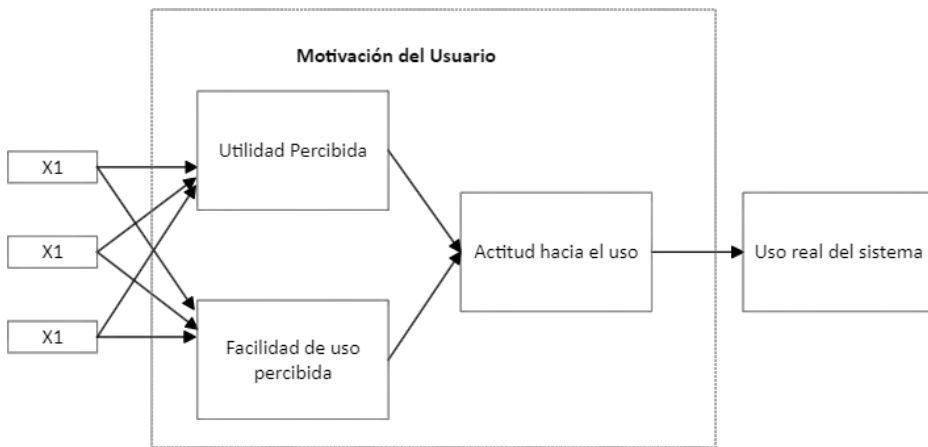 Motivación del Usuario
X1
X1
X1
Utilidad Percibida
Facilidad de uso
percibida
Actitud hacia el uso
Uso real del sistema